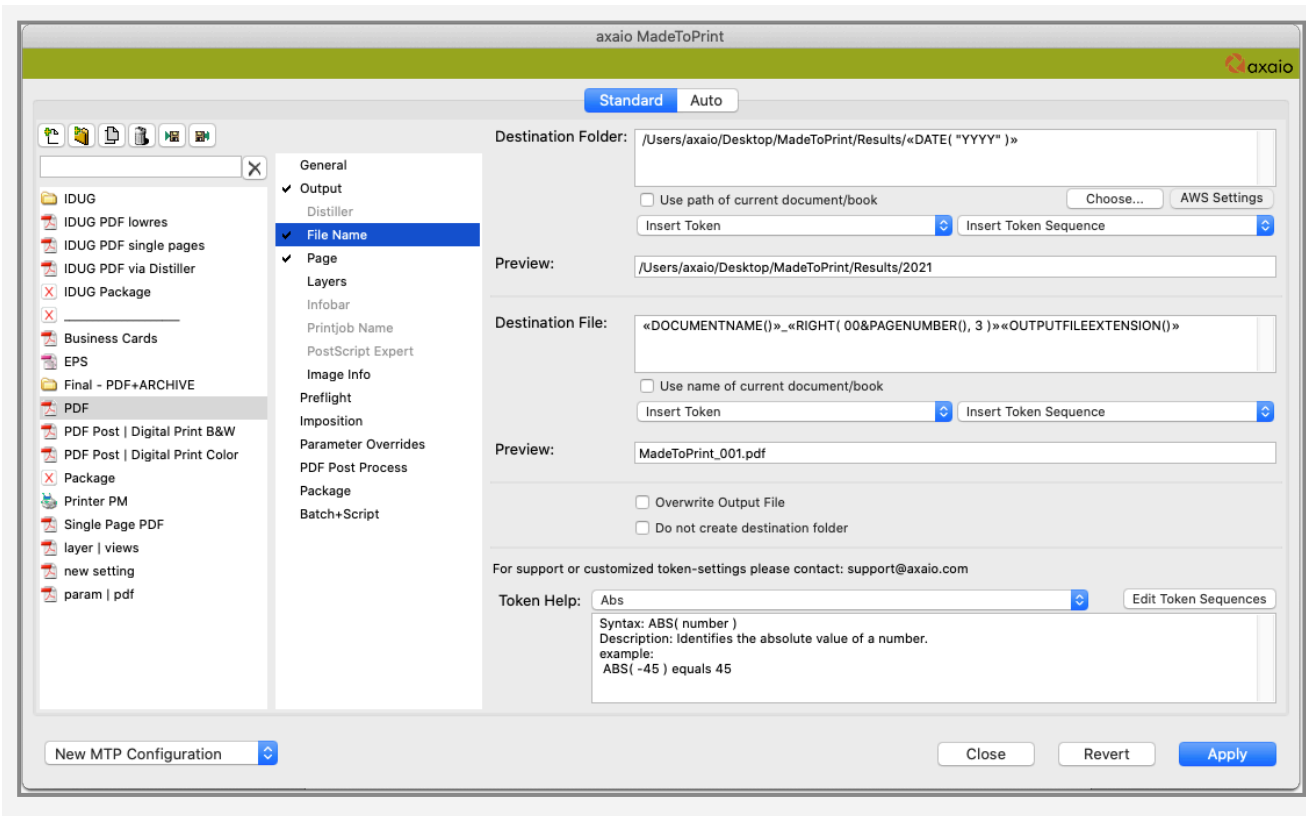 axaio MadeToPrint
axaio
Standard
Auto
IDUG
IDUG PDF lowres
IDUG PDF single pages
IDUG PDF via Distiller
IDUG Package
__________________
Business Cards
EPS
Final - PDF+ARCHIVE
PDF
PDF Post | Digital Print B&W
PDF Post | Digital Print Color
Package
Printer PM
Single Page PDF
layer | views
new setting
param | pdf
General
Output
Distiller
File Name
Page
Layers
Infobar
Printjob Name
PostScript Expert
Image Info
Preflight
Imposition
Parameter Overrides
PDF Post Process
Package
Batch+Script
Destination Folder:
/Users/axaio/Desktop/MadeToPrint/Results/«DATE( "YYYY" )»
Use path of current document/book
Choose...
AWS Settings
Insert Token
Insert Token Sequence
Preview:
/Users/axaio/Desktop/MadeToPrint/Results/2021
Destination File:
«DOCUMENTNAME()»_«RIGHT( 00&PAGENUMBER(), 3 )»«OUTPUTFILEEXTENSION()»
Use name of current document/book
Insert Token
Insert Token Sequence
Preview:
MadeToPrint_001.pdf
Overwrite Output File
Do not create destination folder
For support or customized token-settings please contact: support@axaio.com
Token Help:
Abs
Edit Token Sequences
Syntax: ABS( number )
Description: Identifies the absolute value of a number.
example:
ABS( -45 ) equals 45
New MTP Configuration
Close
Revert
Apply